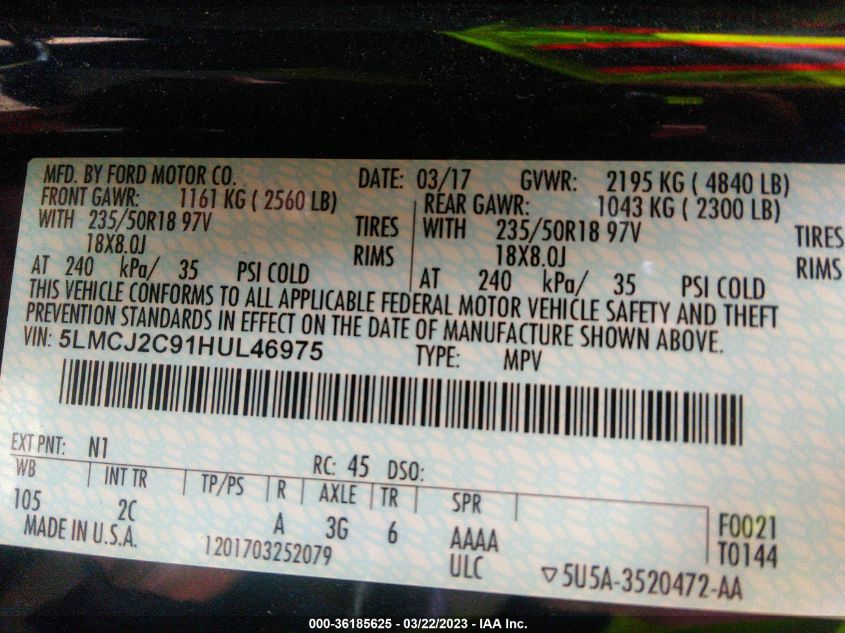 MFD. BY FORD MOTOR CO. DATE: 03/17 GVWR: 2195 KG ( 4840 LB)
FRONT GAWR: 1161 KG ( 2560 LB) REAR GAWR: 1043 KG ( 2300 LB)
WITH 235/50R18 97V TIRES WITH 235/50R18 97V TIRES
18X8.0J RIMS 18X8.0J RIMS
AT 240 kPa/ 35 PSI COLD AT 240 kPa/ 35 PSI COLD
THIS VEHICLE CONFORMS TO ALL APPLICABLE FEDERAL MOTOR VEHICLE SAFETY AND THEFT
PREVENTION STANDARDS IN EFFECT ON THE DATE OF MANUFACTURE SHOWN ABOVE.
VIN: 5LMCJ2C91HUL46975 TYPE: MPV
EXT PNT: N1 RC: 45 DSO:
WB INT TR TP/PS R AXLE TR SPR
105 2C A 3G 6 AAAA F0021
MADE IN U.S.A. 1201703252079 ULC T0144
▽5U5A-3520472-AA
000-36185625 - 03/22/2023 - IAA Inc.